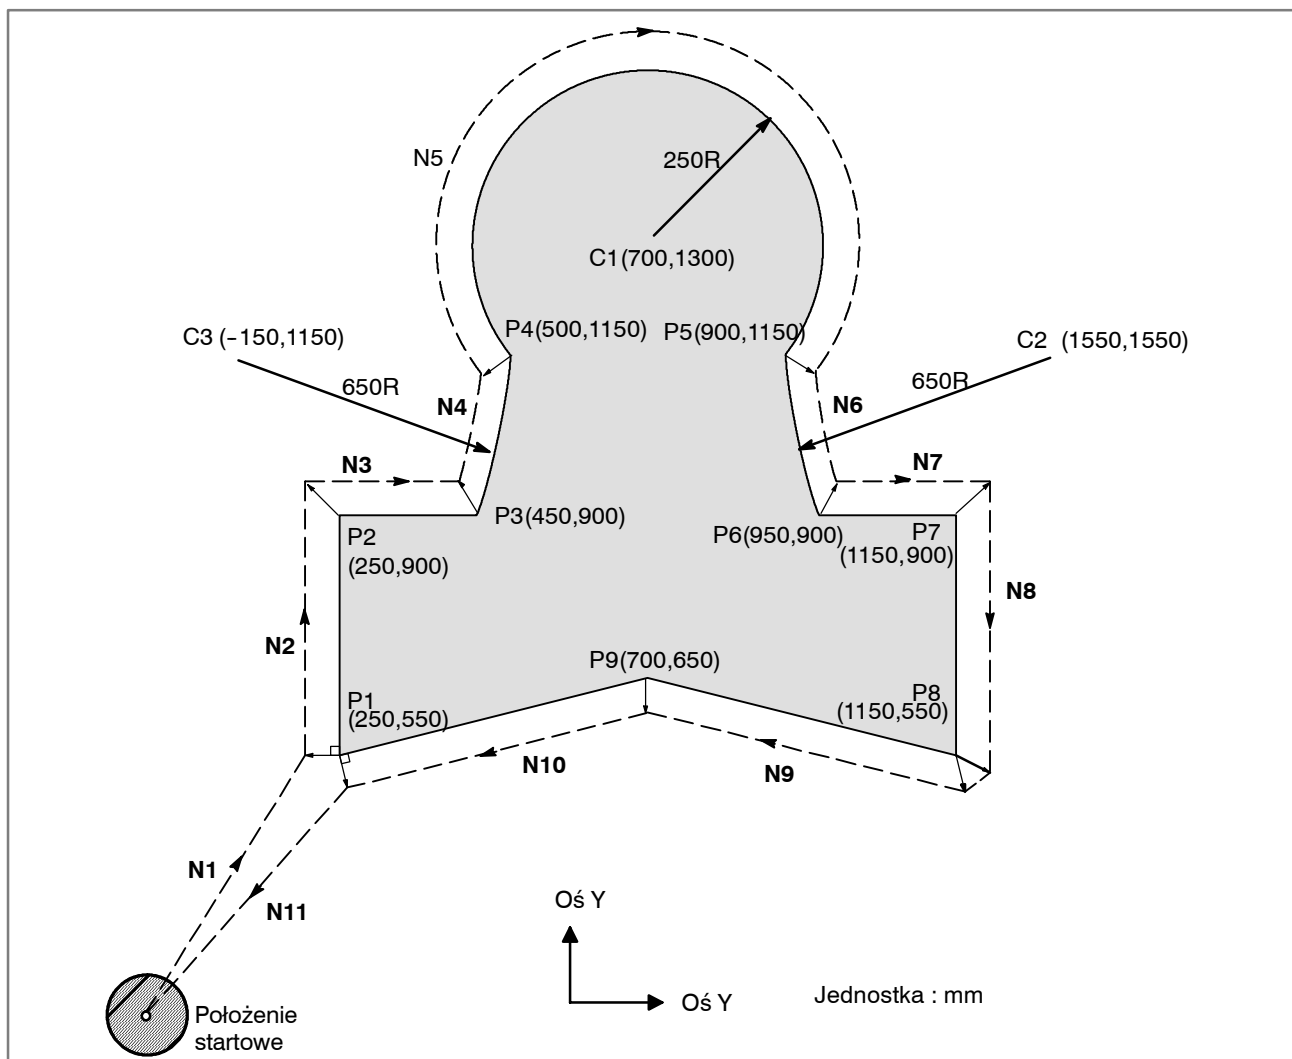 N5
250R
C1(700,1300)
C3 (-150,1150)
P4(500,1150)
P5(900,1150)
C2 (1550,1550)
650R
650R
N4
N6
N3
N7
P3(450,900)
P2
(250,900)
P6(950,900)
P7
(1150,900)
N8
N2
P9(700,650)
P1
(250,550)
P8
(1150,550)
N10
N9
N1
N11
Oś Y
Oś Y
Jednostka : mm
Położenie
startowe